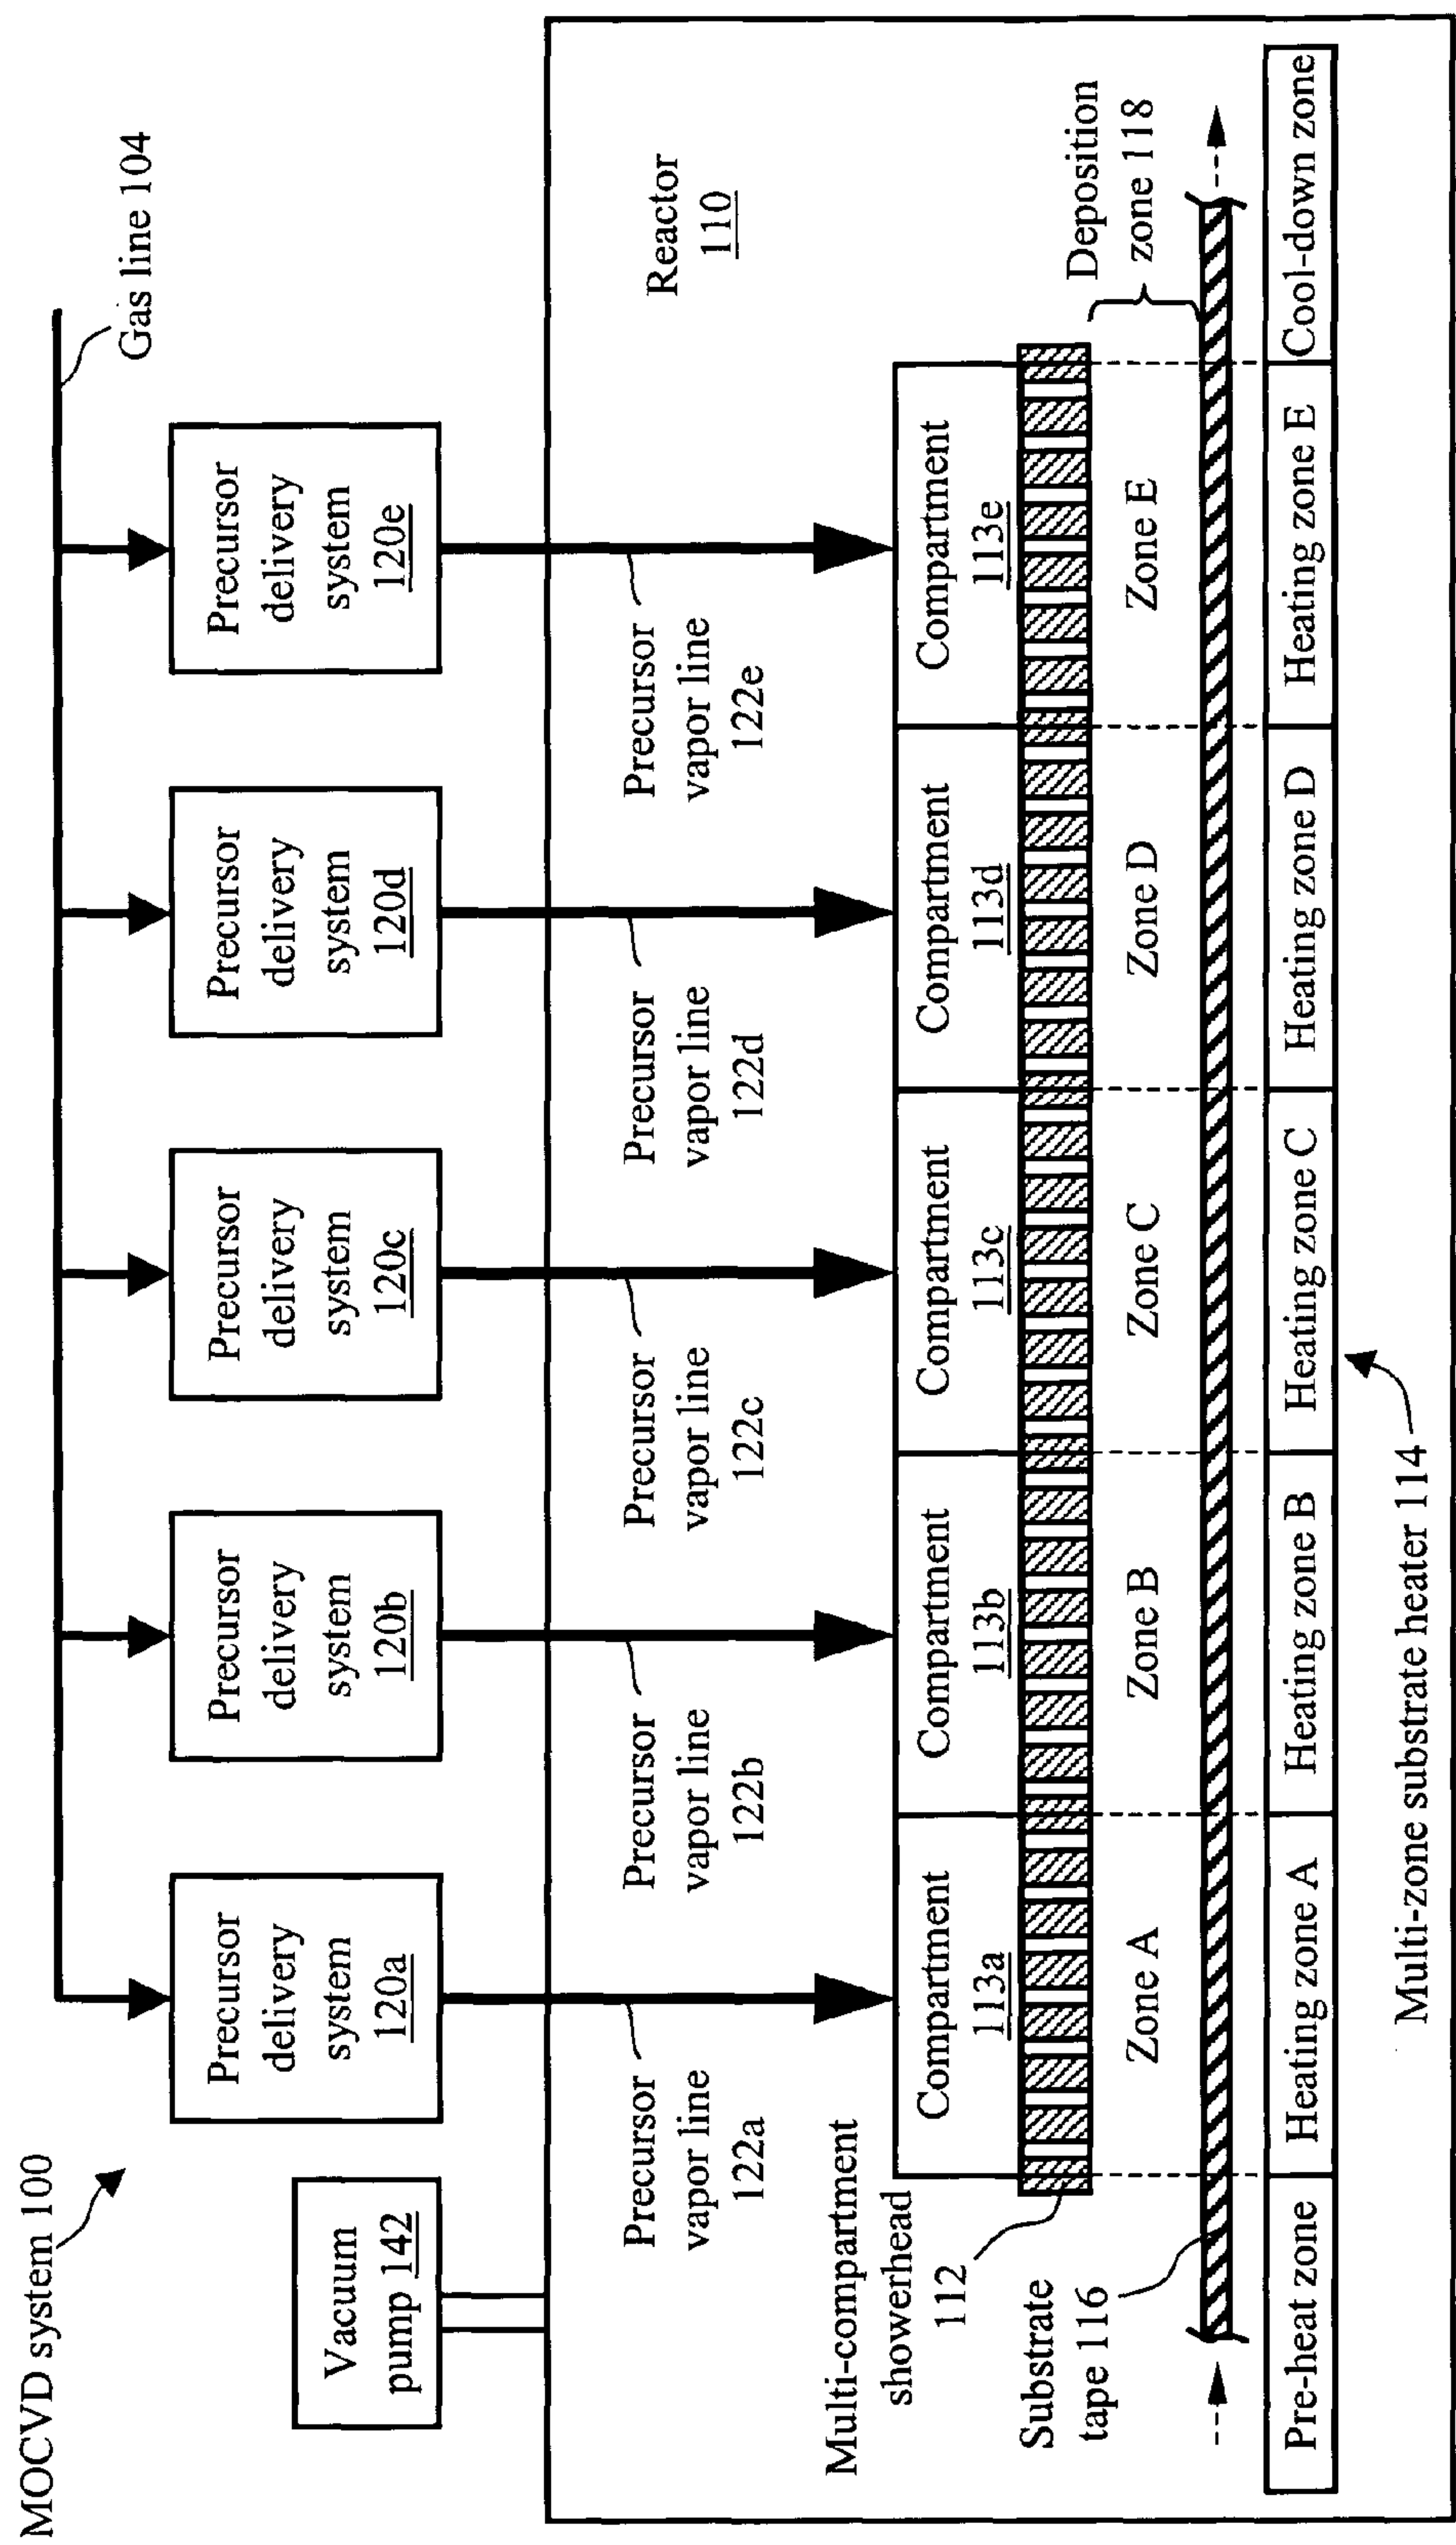 MOCVD system 100
Gas line 104
Vacuum
pump 142
Precursor
delivery
system
120a
Precursor
delivery
system
120b
Precursor
delivery
system
120c
Precursor
delivery
system
120d
Precursor
delivery
system
120e
Precursor
vapor line
122a
Precursor
vapor line
122b
Precursor
vapor line
122c
Precursor
vapor line
122d
Precursor
vapor line
122e
Reactor
110
Multi-compartment
showerhead
112
Compartment
113a
Compartment
113b
Compartment
113c
Compartment
113d
Compartment
113e
Deposition
zone 118
Substrate
tape 116
Zone A
Zone B
Zone C
Zone D
Zone E
Pre-heat zone
Heating zone A
Heating zone B
Heating zone C
Heating zone D
Heating zone E
Cool-down zone
Multi-zone substrate heater 114